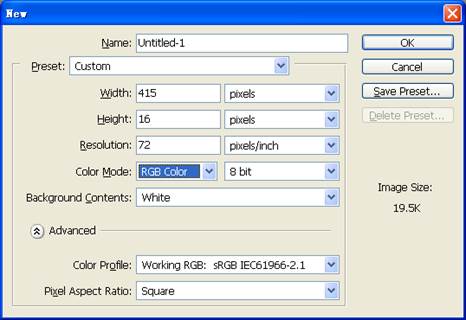 New
Name: Untitled-1
OK
Preset: Custom
Cancel
Width: 415 pixels
Save Preset...
Height: 16 pixels
Delete Preset...
Resolution: 72 pixels/inch
Color Mode: RGB Color 8 bit
Image Size:
Background Contents: White
19.5K
Advanced
Color Profile: Working RGB: sRGB IEC61966-2.1
Pixel Aspect Ratio: Square